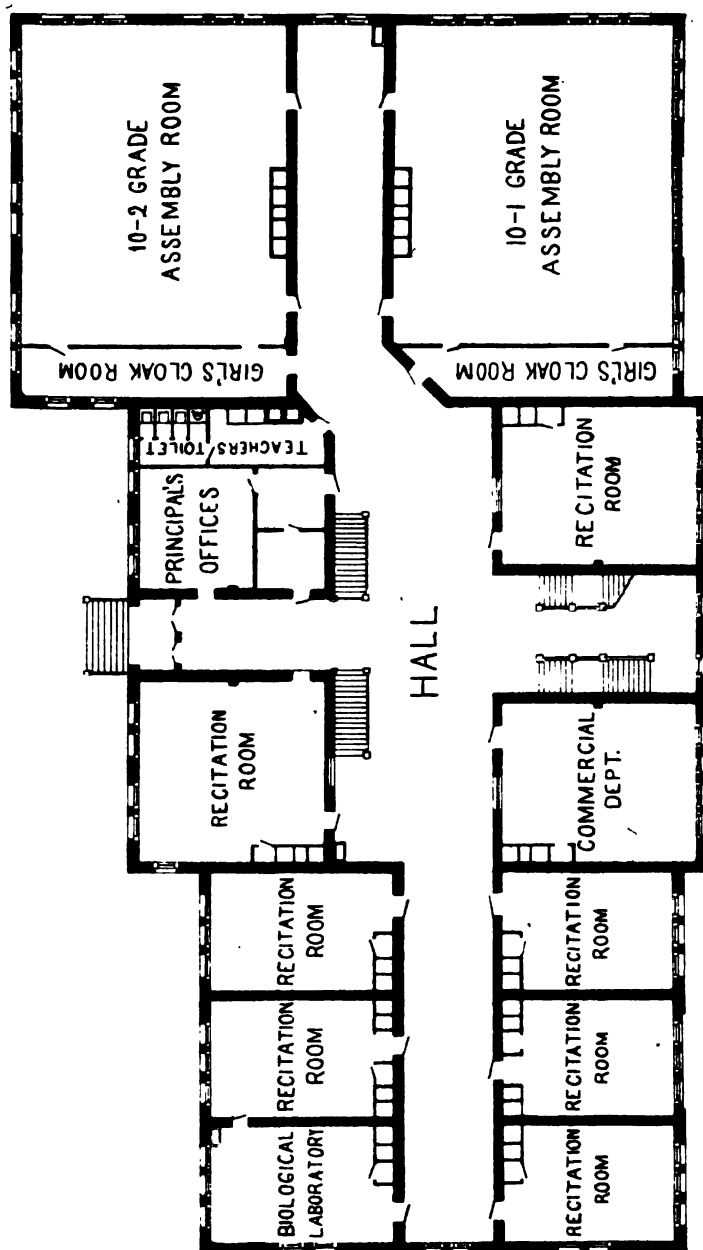 10-2 GRADE
ASSEMBLY ROOM
10-1 GRADE
ASSEMBLY ROOM
GIRL'S CLOAK ROOM
GIRL'S CLOAK ROOM
TEACHERS' TOILET
PRINCIPAL'S
OFFICES
RECITATION
ROOM
HALL
RECITATION
ROOM
COMMERCIAL
DEPT.
RECITATION
ROOM
RECITATION
ROOM
RECITATION
ROOM
RECITATION
ROOM
BIOLOGICAL
LABORATORY
RECITATION
ROOM